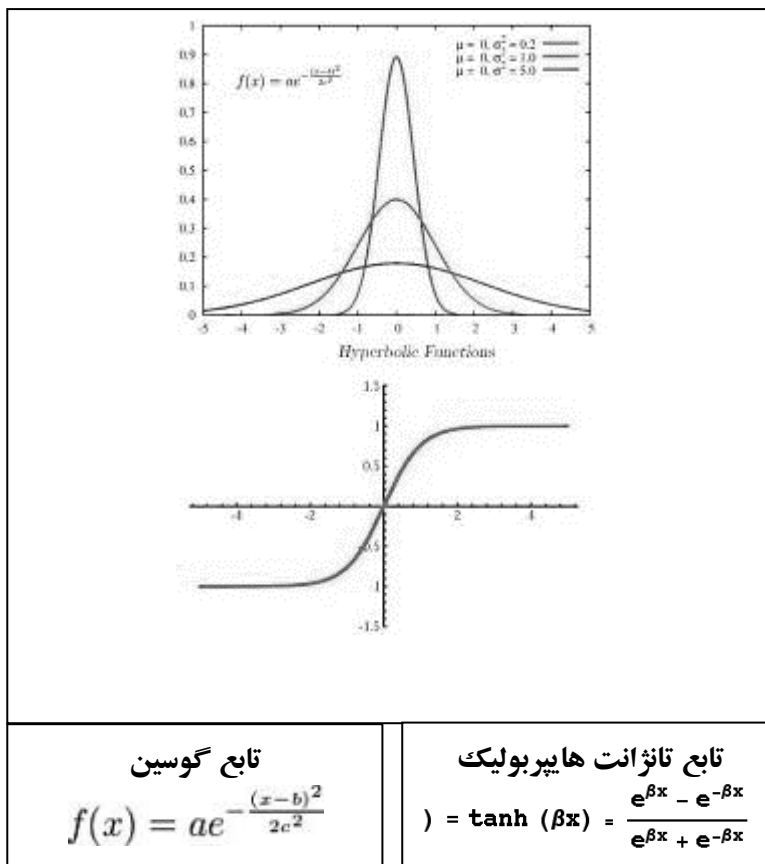 1
0.9
0.8
0.7
0.6
0.5
0.4
0.3
0.2
0.1
0
f(x) = ae^{-\frac{(x-b)^2}{2c^2}}
μ = 0, σ² = 0.2
μ = 0, σ² = 1.0
μ = 0, σ² = 5.0
-5 -4 -3 -2 -1 0 1 2 3 4 5
Hyperbolic Functions
1.5
1
0.5
-4 -2 2 4
0.5
1
-1.5
تابع تانژانت هايپربوليک
) = tanh (βx) = \frac{e^{βx} - e^{-βx}}{e^{βx} + e^{-βx}}
تابع گوسين
f(x) = ae^{-\frac{(x-b)^2}{2c^2}}